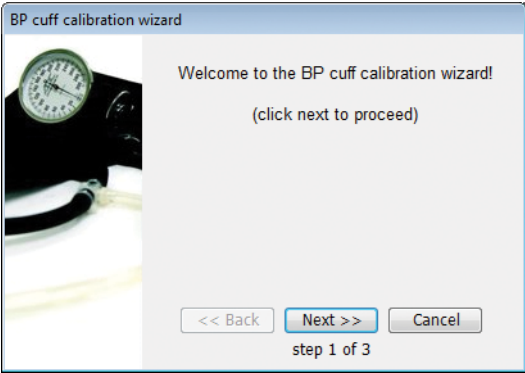 BP cuff calibration wizard
Welcome to the BP cuff calibration wizard!
(click next to proceed)
<< Back
Next >>
Cancel
step 1 of 3